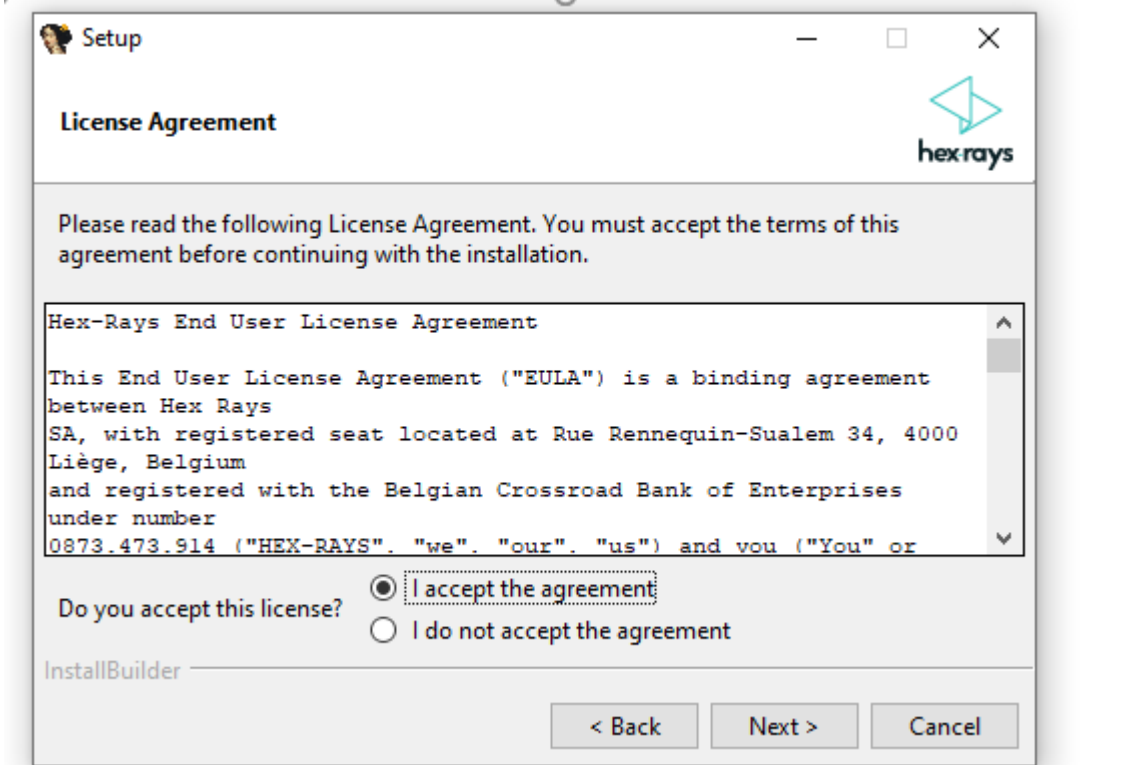 Setup
License Agreement
hex-rays
Please read the following License Agreement. You must accept the terms of this
agreement before continuing with the installation.
Hex-Rays End User License Agreement
This End User License Agreement ("EULA") is a binding agreement
between Hex Rays
SA, with registered seat located at Rue Rennequin-Sualem 34, 4000
Liège, Belgium
and registered with the Belgian Crossroad Bank of Enterprises
under number
0873.473.914 ("HEX-RAYS", "we", "our", "us") and you ("You" or
Do you accept this license?
I accept the agreement
I do not accept the agreement
InstallBuilder
< Back
Next >
Cancel